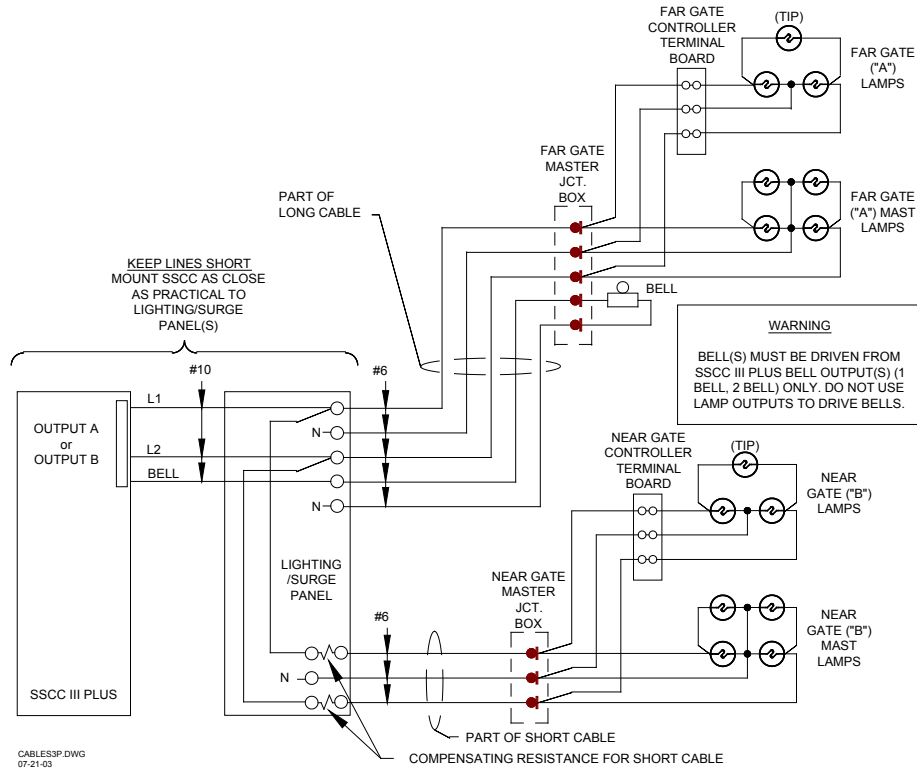 FAR GATE
CONTROLLER
TERMINAL
BOARD
(TIP)
FAR GATE
("A")
LAMPS
FAR GATE
MASTER
JCT.
BOX
PART OF
LONG CABLE
FAR GATE
("A") MAST
LAMPS
KEEP LINES SHORT
MOUNT SSCC AS CLOSE
AS PRACTICAL TO
LIGHTING/SURGE
PANEL(S)
BELL
WARNING
BELL(S) MUST BE DRIVEN FROM
SSCC III PLUS BELL OUTPUT(S) (1
BELL, 2 BELL) ONLY. DO NOT USE
LAMP OUTPUTS TO DRIVE BELLS.
#10
#6
L1
OUTPUT A
or
OUTPUT B
N
L2
BELL
N
NEAR GATE
CONTROLLER
TERMINAL
BOARD
(TIP)
NEAR
GATE ("B")
LAMPS
LIGHTING
/SURGE
PANEL
NEAR GATE
MASTER
JCT.
BOX
#6
NEAR
GATE ("B")
MAST
LAMPS
N
SSCC III PLUS
PART OF SHORT CABLE
COMPENSATING RESISTANCE FOR SHORT CABLE
CABLES3P.DWG
07-21-03